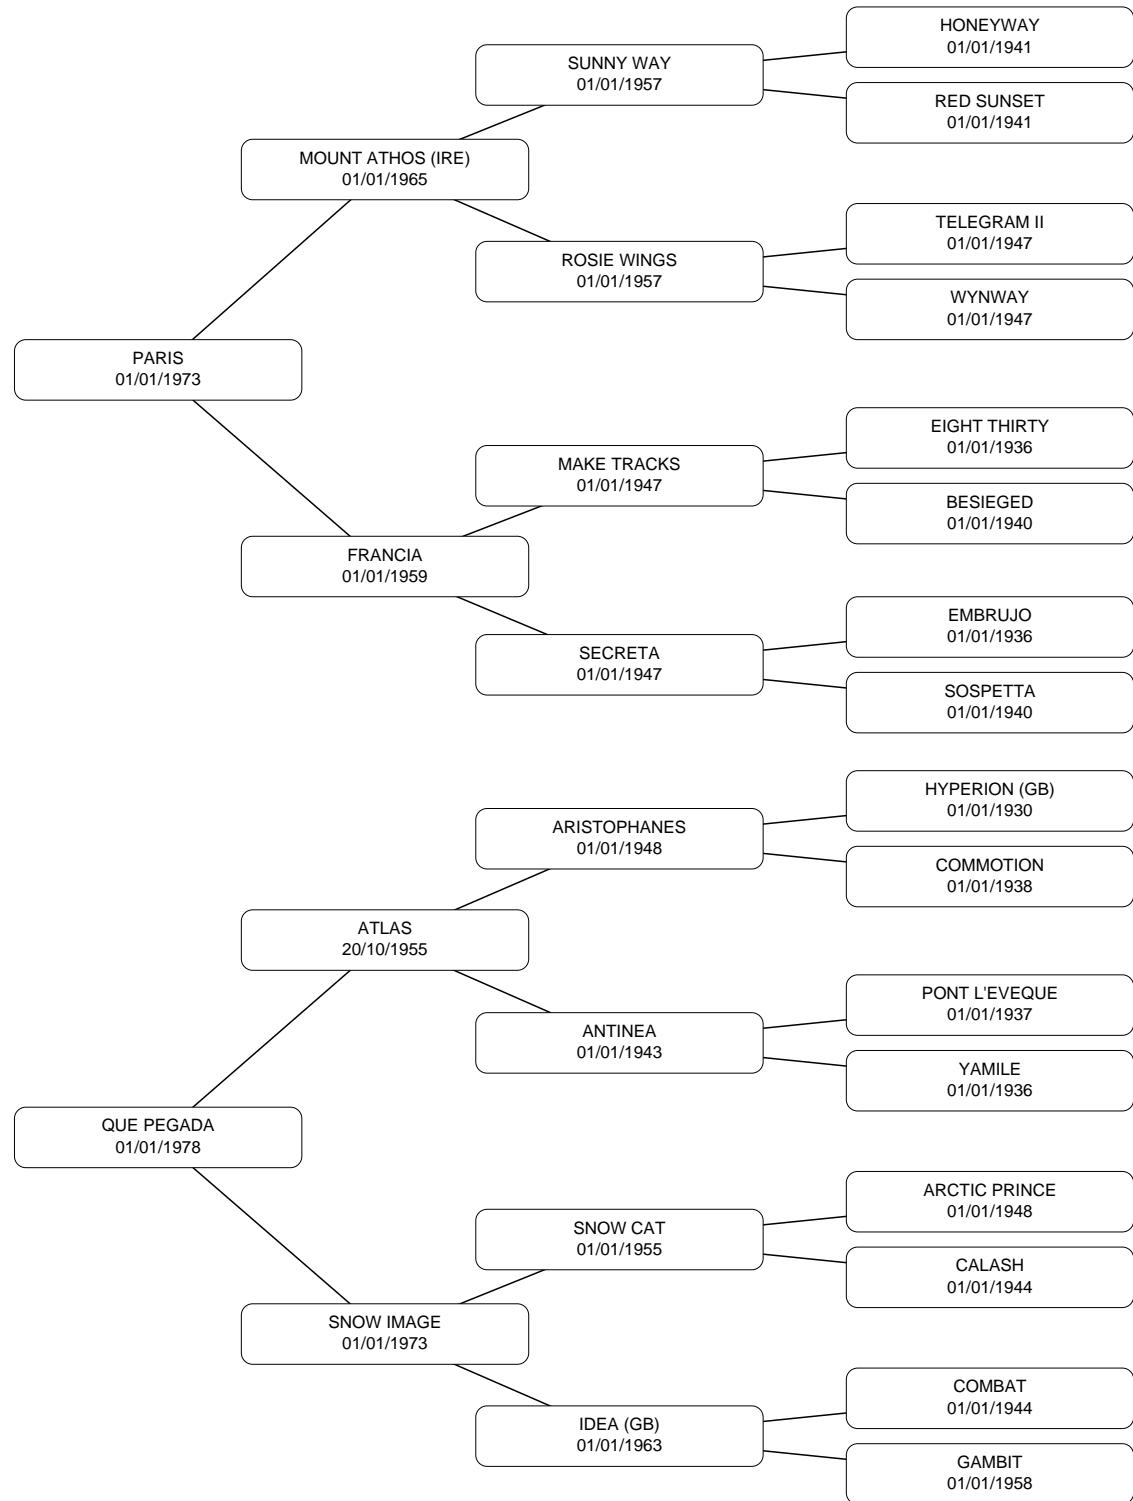 HONEYWAY
01/01/1941
SUNNY WAY
01/01/1957
RED SUNSET
01/01/1941
MOUNT ATHOS (IRE)
01/01/1965
TELEGRAM II
01/01/1947
ROSIE WINGS
01/01/1957
WYNWAY
01/01/1947
PARIS
01/01/1973
EIGHT THIRTY
01/01/1936
MAKE TRACKS
01/01/1947
BESIEGED
01/01/1940
FRANCIA
01/01/1959
EMBRUJO
01/01/1936
SECRETA
01/01/1947
SOSPETTA
01/01/1940
HYPERION (GB)
01/01/1930
ARISTOPHANES
01/01/1948
COMMOTION
01/01/1938
ATLAS
20/10/1955
PONT L'EVEQUE
01/01/1937
ANTINEA
01/01/1943
YAMILE
01/01/1936
QUE PEGADA
01/01/1978
ARCTIC PRINCE
01/01/1948
SNOW CAT
01/01/1955
CALASH
01/01/1944
SNOW IMAGE
01/01/1973
COMBAT
01/01/1944
IDEA (GB)
01/01/1963
GAMBIT
01/01/1958